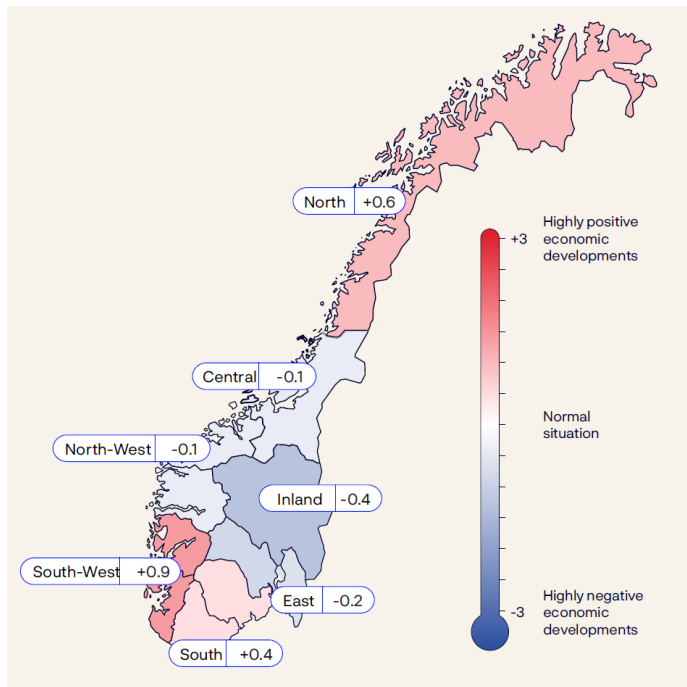 North +0.6
Highly positive
economic
developments
+3
Central -0.1
Normal
situation
North-West -0.1
Inland -0.4
South-West +0.9
East -0.2
Highly negative
economic
developments
-3
South +0.4